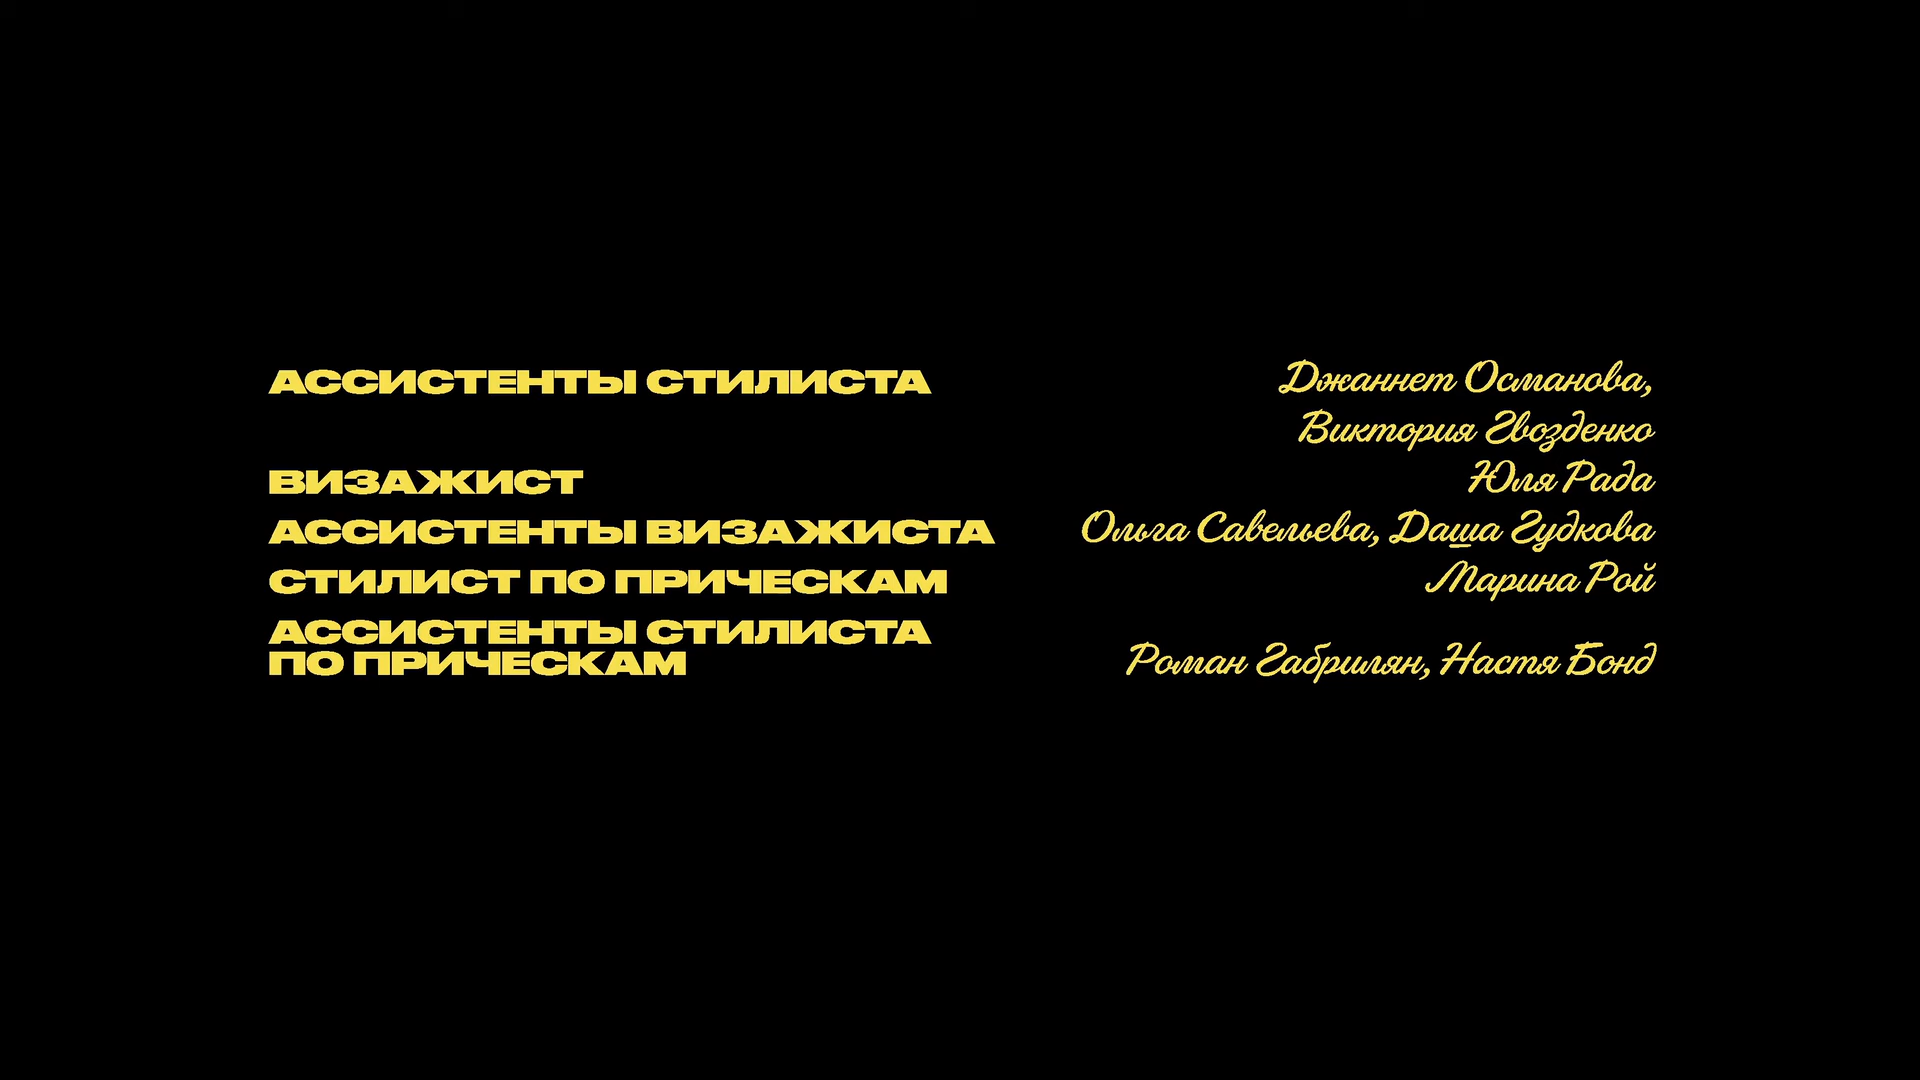 АССИСТЕНТЫ СТИЛИСТА Джаннет Османова,
Виктория Гвозденко
ВИЗАЖИСТ Юля Рада
АССИСТЕНТЫ ВИЗАЖИСТА Ольга Савельева, Даша Гудкова
СТИЛИСТ ПО ПРИЧЕСКАМ Марина Рой
АССИСТЕНТЫ СТИЛИСТА
ПО ПРИЧЕСКАМ Роман Габрилян, Настя Бонд